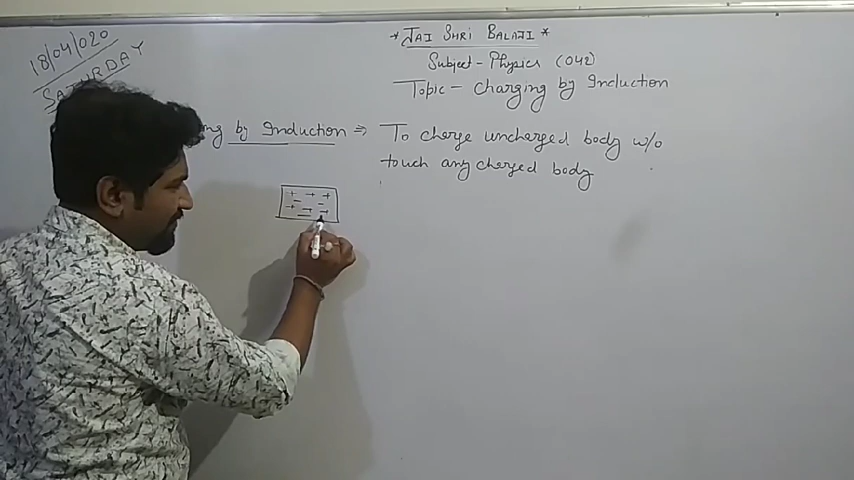 18/04/020
SATURDAY
* JAI SHRI BALAJI *
Subject - Physics (042)
Topic - Charging by Induction
ng by Induction ⇒ To charge uncharged body w/o
touch any charged body
+ + +
- -
+ +